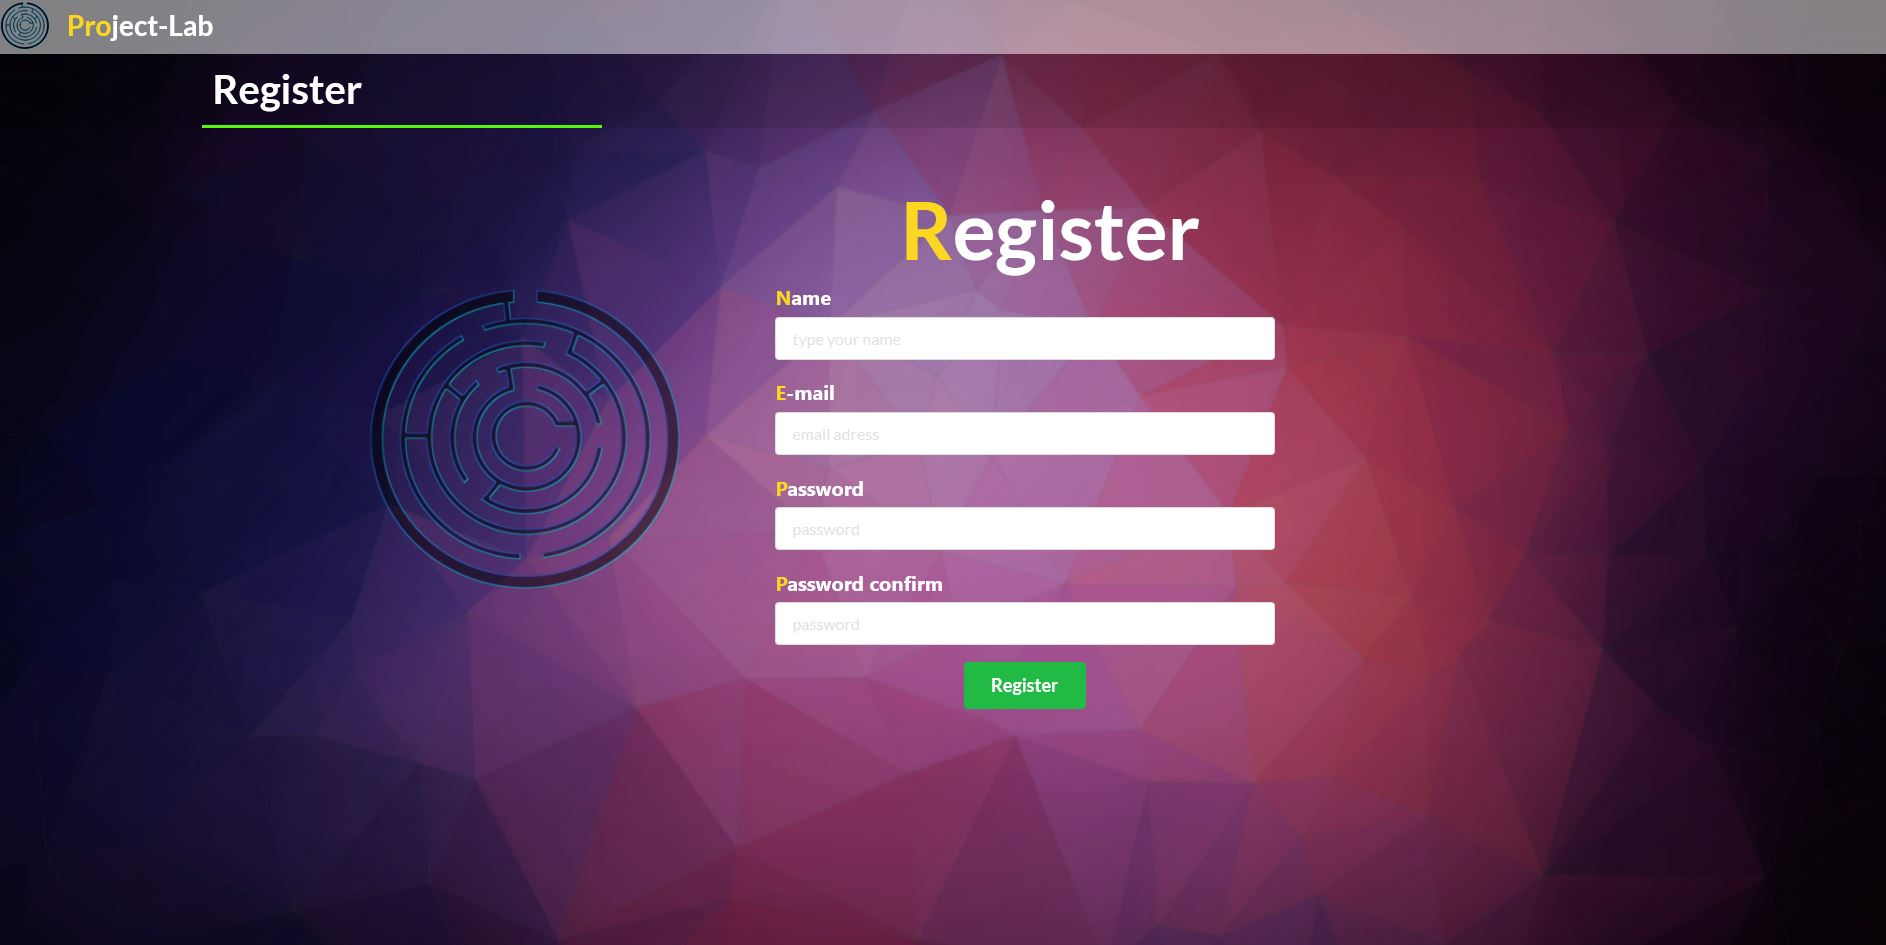 Project-Lab
Register
Register
Name
type your name
E-mail
email adress
Password
password
Password confirm
password
Register